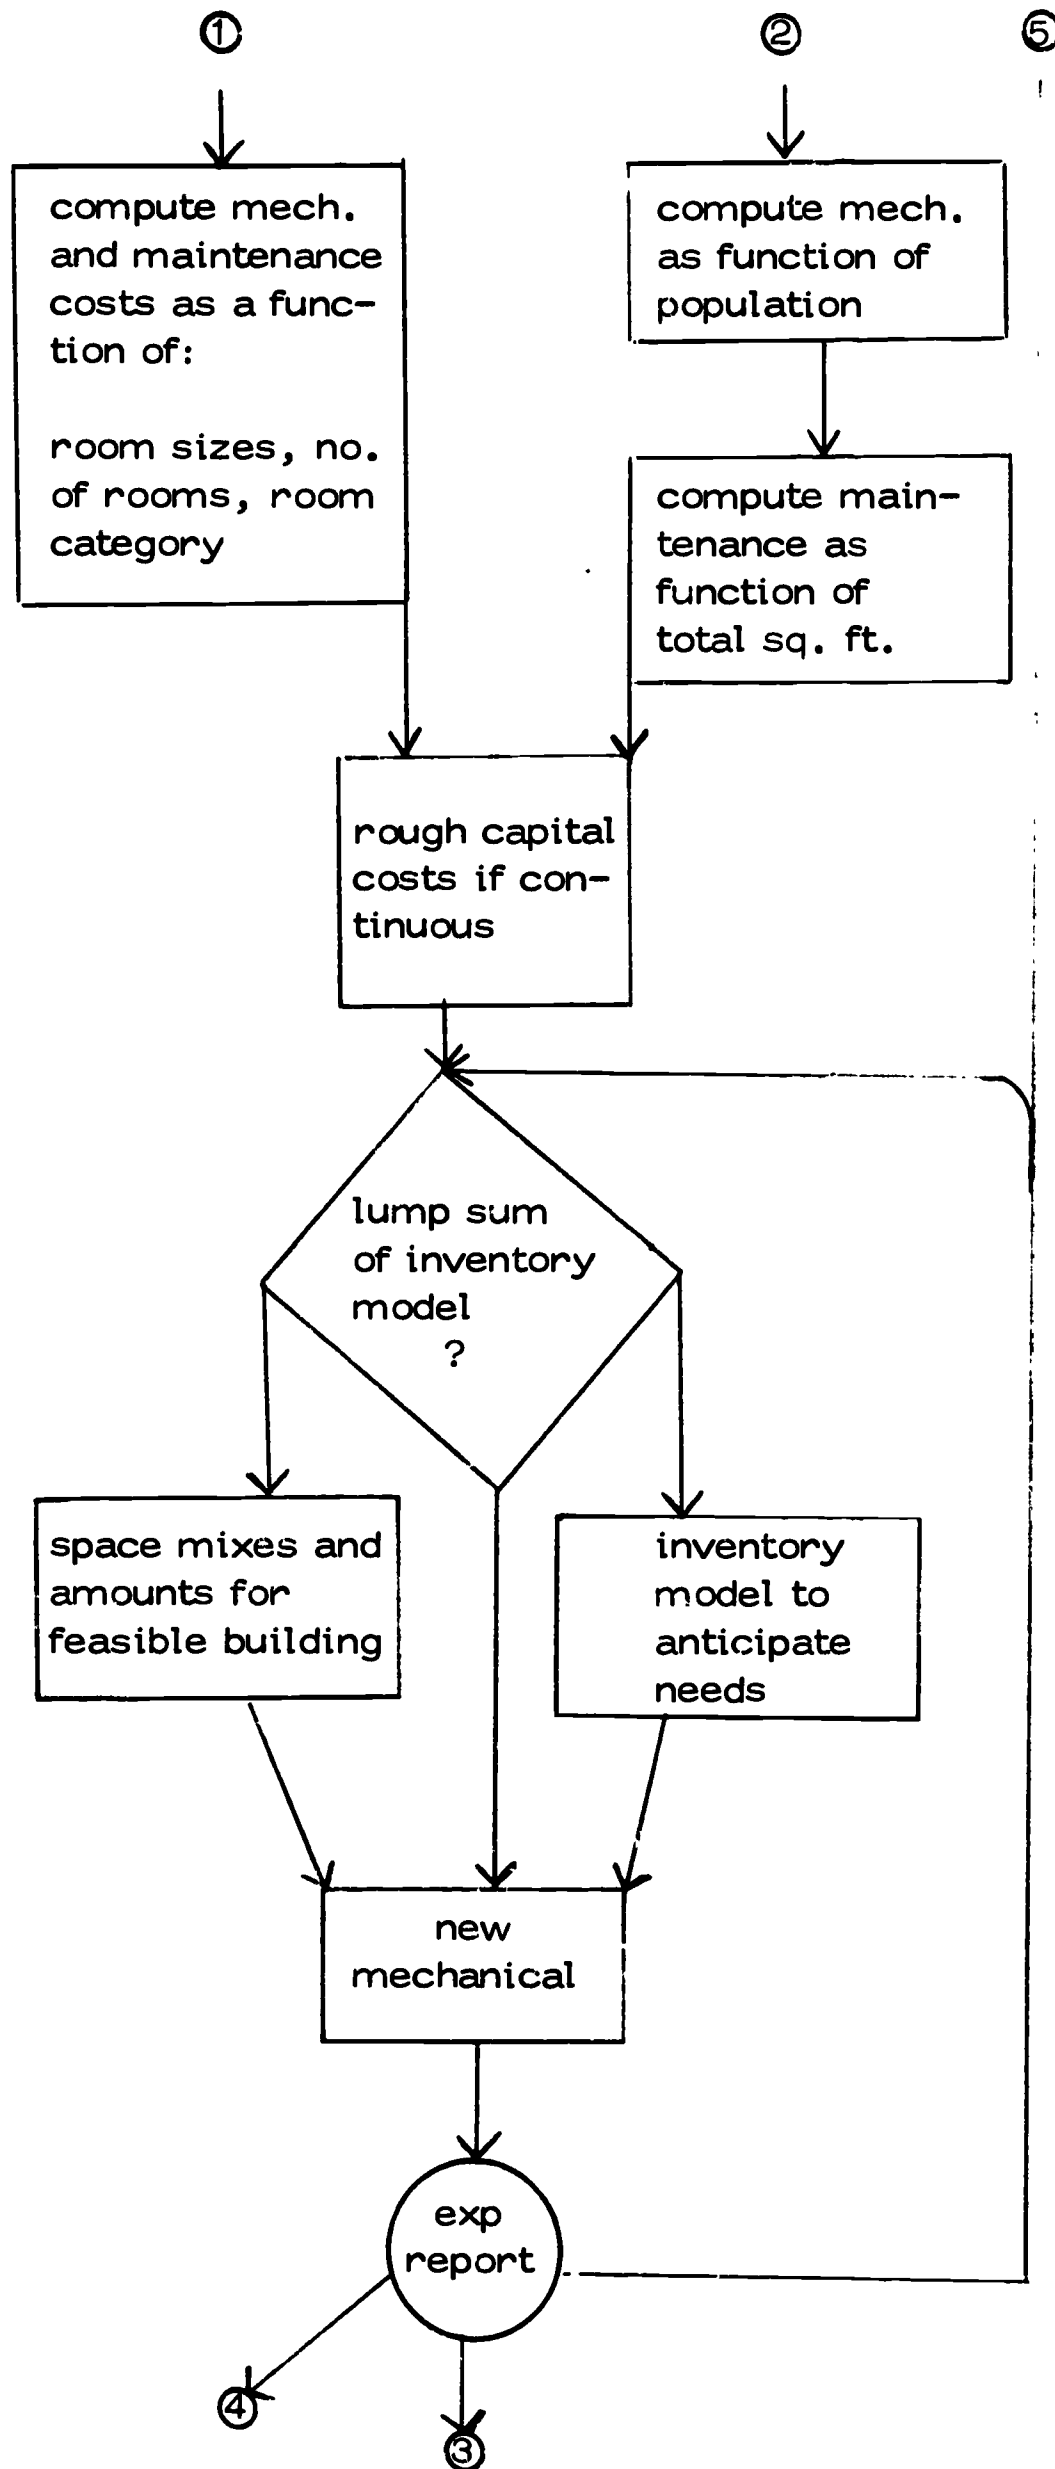 1
2
5
compute mech.
and maintenance
costs as a func-
tion of:
room sizes, no.
of rooms, room
category
compute mech.
as function of
population
compute main-
tenance as
function of
total sq. ft.
rough capital
costs if con-
tinuous
lump sum
of inventory
model
?
space mixes and
amounts for
feasible building
inventory
model to
anticipate
needs
new
mechanical
exp
report
4
3